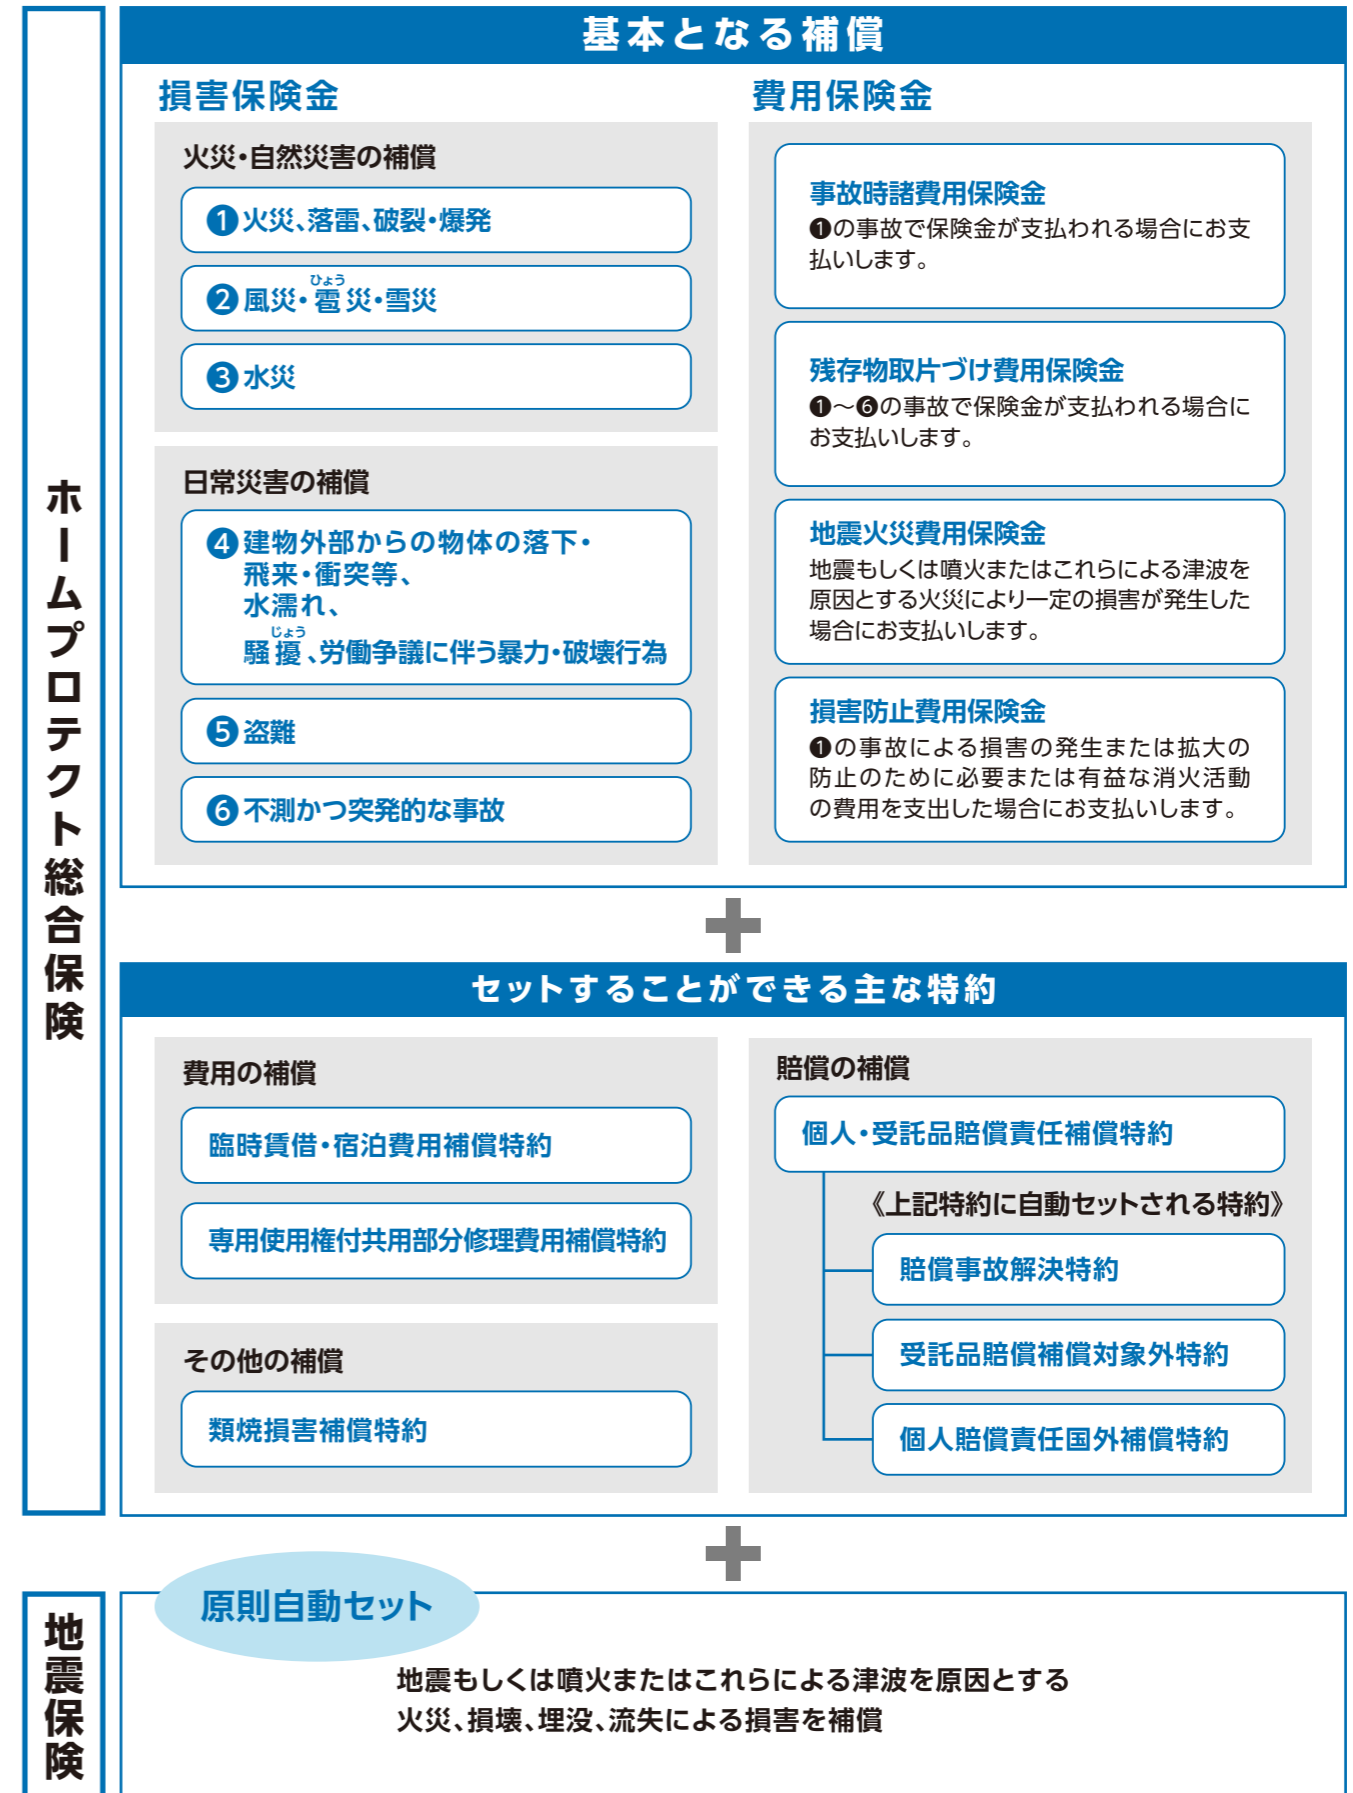 ホームプロテクト総合保険
基本となる補償
損害保険金
火災・自然災害の補償
❶火災、落雷、破裂・爆発
ひょう
❷風災・雹災・雪災
❸水災
日常災害の補償
❹建物外部からの物体の落下・
飛来・衝突等、
水濡れ、
じょう
騒擾、労働争議に伴う暴力・破壊行為
❺盗難
❻不測かつ突発的な事故
費用保険金
事故時諸費用保険金
❶の事故で保険金が支払われる場合にお支
払いします。
残存物取片づけ費用保険金
❶～❻の事故で保険金が支払われる場合に
お支払いします。
地震火災費用保険金
地震もしくは噴火またはこれらによる津波を
原因とする火災により一定の損害が発生した
場合にお支払いします。
損害防止費用保険金
❶の事故による損害の発生または拡大の
防止のために必要または有益な消火活動
の費用を支出した場合にお支払いします。
セットすることができる主な特約
費用の補償
臨時賃借・宿泊費用補償特約
専用使用権付共用部分修理費用補償特約
その他の補償
類焼損害補償特約
賠償の補償
個人・受託品賠償責任補償特約
《上記特約に自動セットされる特約》
賠償事故解決特約
受託品賠償補償対象外特約
個人賠償責任国外補償特約
地震保険
原則自動セット
地震もしくは噴火またはこれらによる津波を原因とする
火災、損壊、埋没、流失による損害を補償